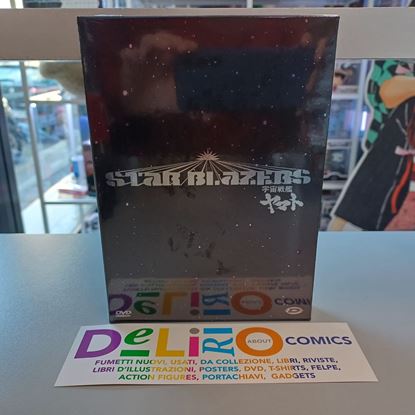 STAR BLAZERS
宇宙戦艦
ヤマト
DVD
DeLiRiO ABOUT COMICS
FUMETTI NUOVI, USATI, DA COLLEZIONE, LIBRI, RIVISTE,
LIBRI D'ILLUSTRAZIONI, POSTERS, DVD, T-SHIRTS, FELPE,
ACTION FIGURES, PORTACHIAVI, GADGETS